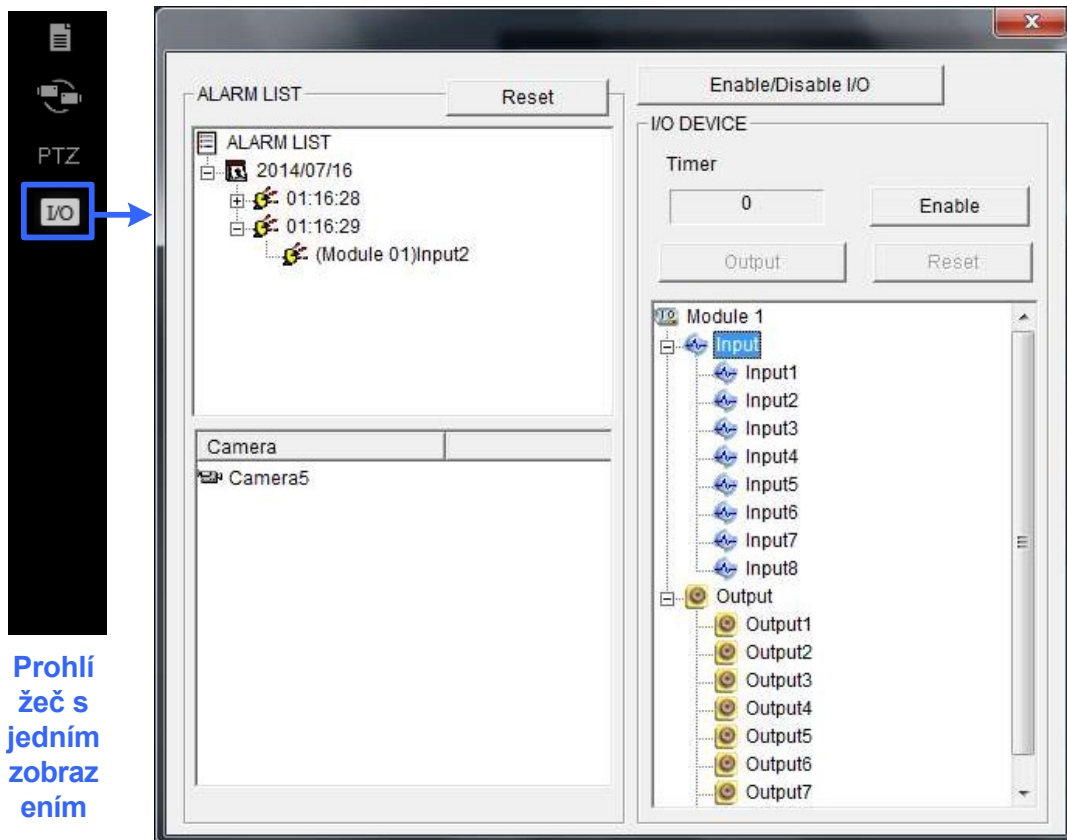 PTZ
I/O
Prohlí
žeč s
jedním
zobraz
ením
x
ALARM LIST
Reset
ALARM LIST
2014/07/16
01:16:28
01:16:29
(Module 01)Input2
Camera
Camera5
Enable/Disable I/O
I/O DEVICE
Timer
0
Enable
Output
Reset
Module 1
Input
Input1
Input2
Input3
Input4
Input5
Input6
Input7
Input8
Output
Output1
Output2
Output3
Output4
Output5
Output6
Output7